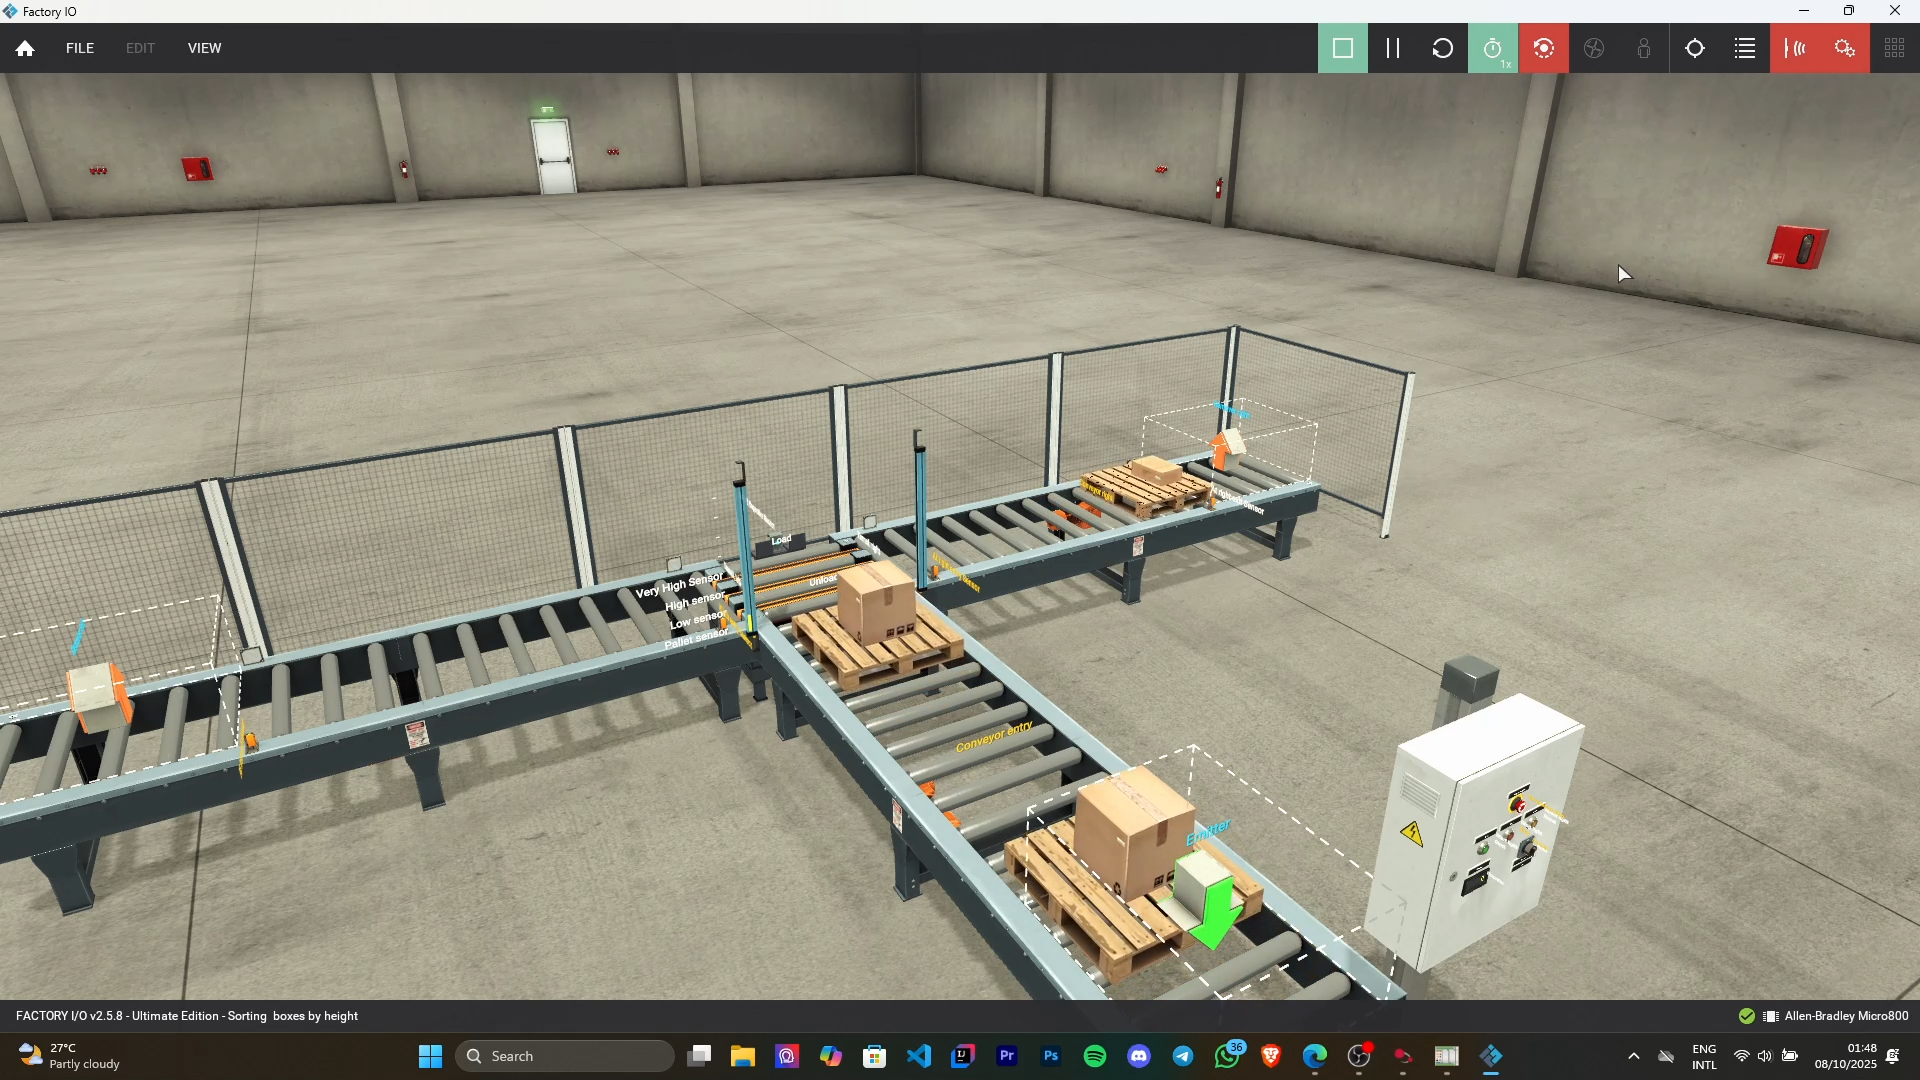 Factory IO
FILE
EDIT
VIEW
1x
Load
Very High Sensor
High sensor
Unload
Low sensor
Pallet sensor
Conveyor entry
Emitter
FACTORY I/O v2.5.8 - Ultimate Edition - Sorting boxes by height
Allen-Bradley Micro800
27°C
Partly cloudy
Search
Pr
Ps
36
ENG
INTL
01:48
08/10/2025